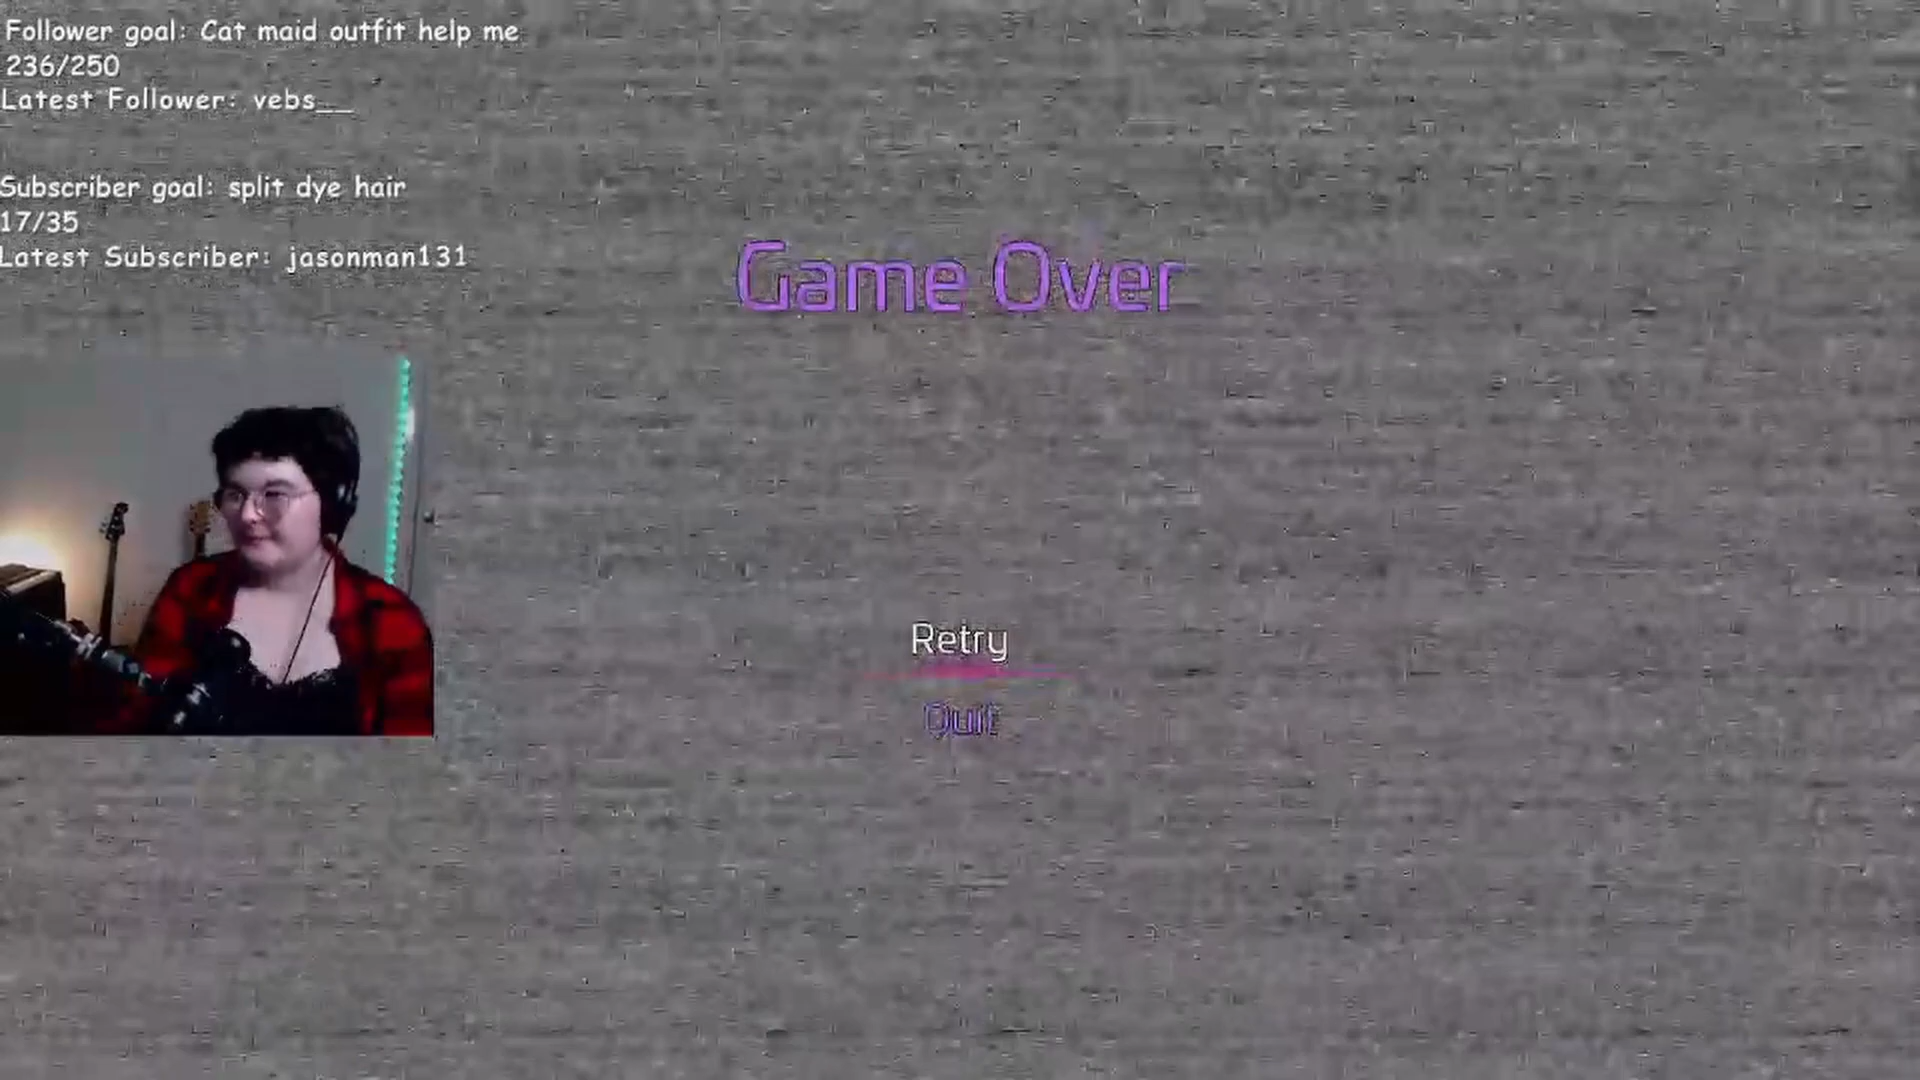 Follower goal: Cat maid outfit help me
236/250
Latest Follower: vebs__
Subscriber goal: split dye hair
17/35
Latest Subscriber: jasonman131
Game Over
Retry
Quit